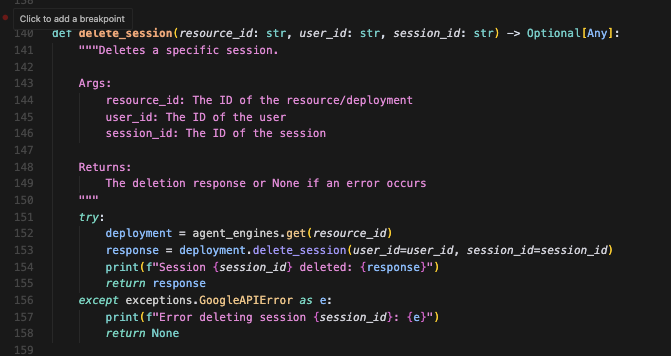 Click to add a breakpoint
140 def delete_session(resource_id: str, user_id: str, session_id: str) -> Optional[Any]:
141     """Deletes a specific session.
142
143     Args:
144         resource_id: The ID of the resource/deployment
145         user_id: The ID of the user
146         session_id: The ID of the session
147
148     Returns:
149         The deletion response or None if an error occurs
150     """
151     try:
152         deployment = agent_engines.get(resource_id)
153         response = deployment.delete_session(user_id=user_id, session_id=session_id)
154         print(f"Session {session_id} deleted: {response}")
155         return response
156     except exceptions.GoogleAPIError as e:
157         print(f"Error deleting session {session_id}: {e}")
158         return None
159